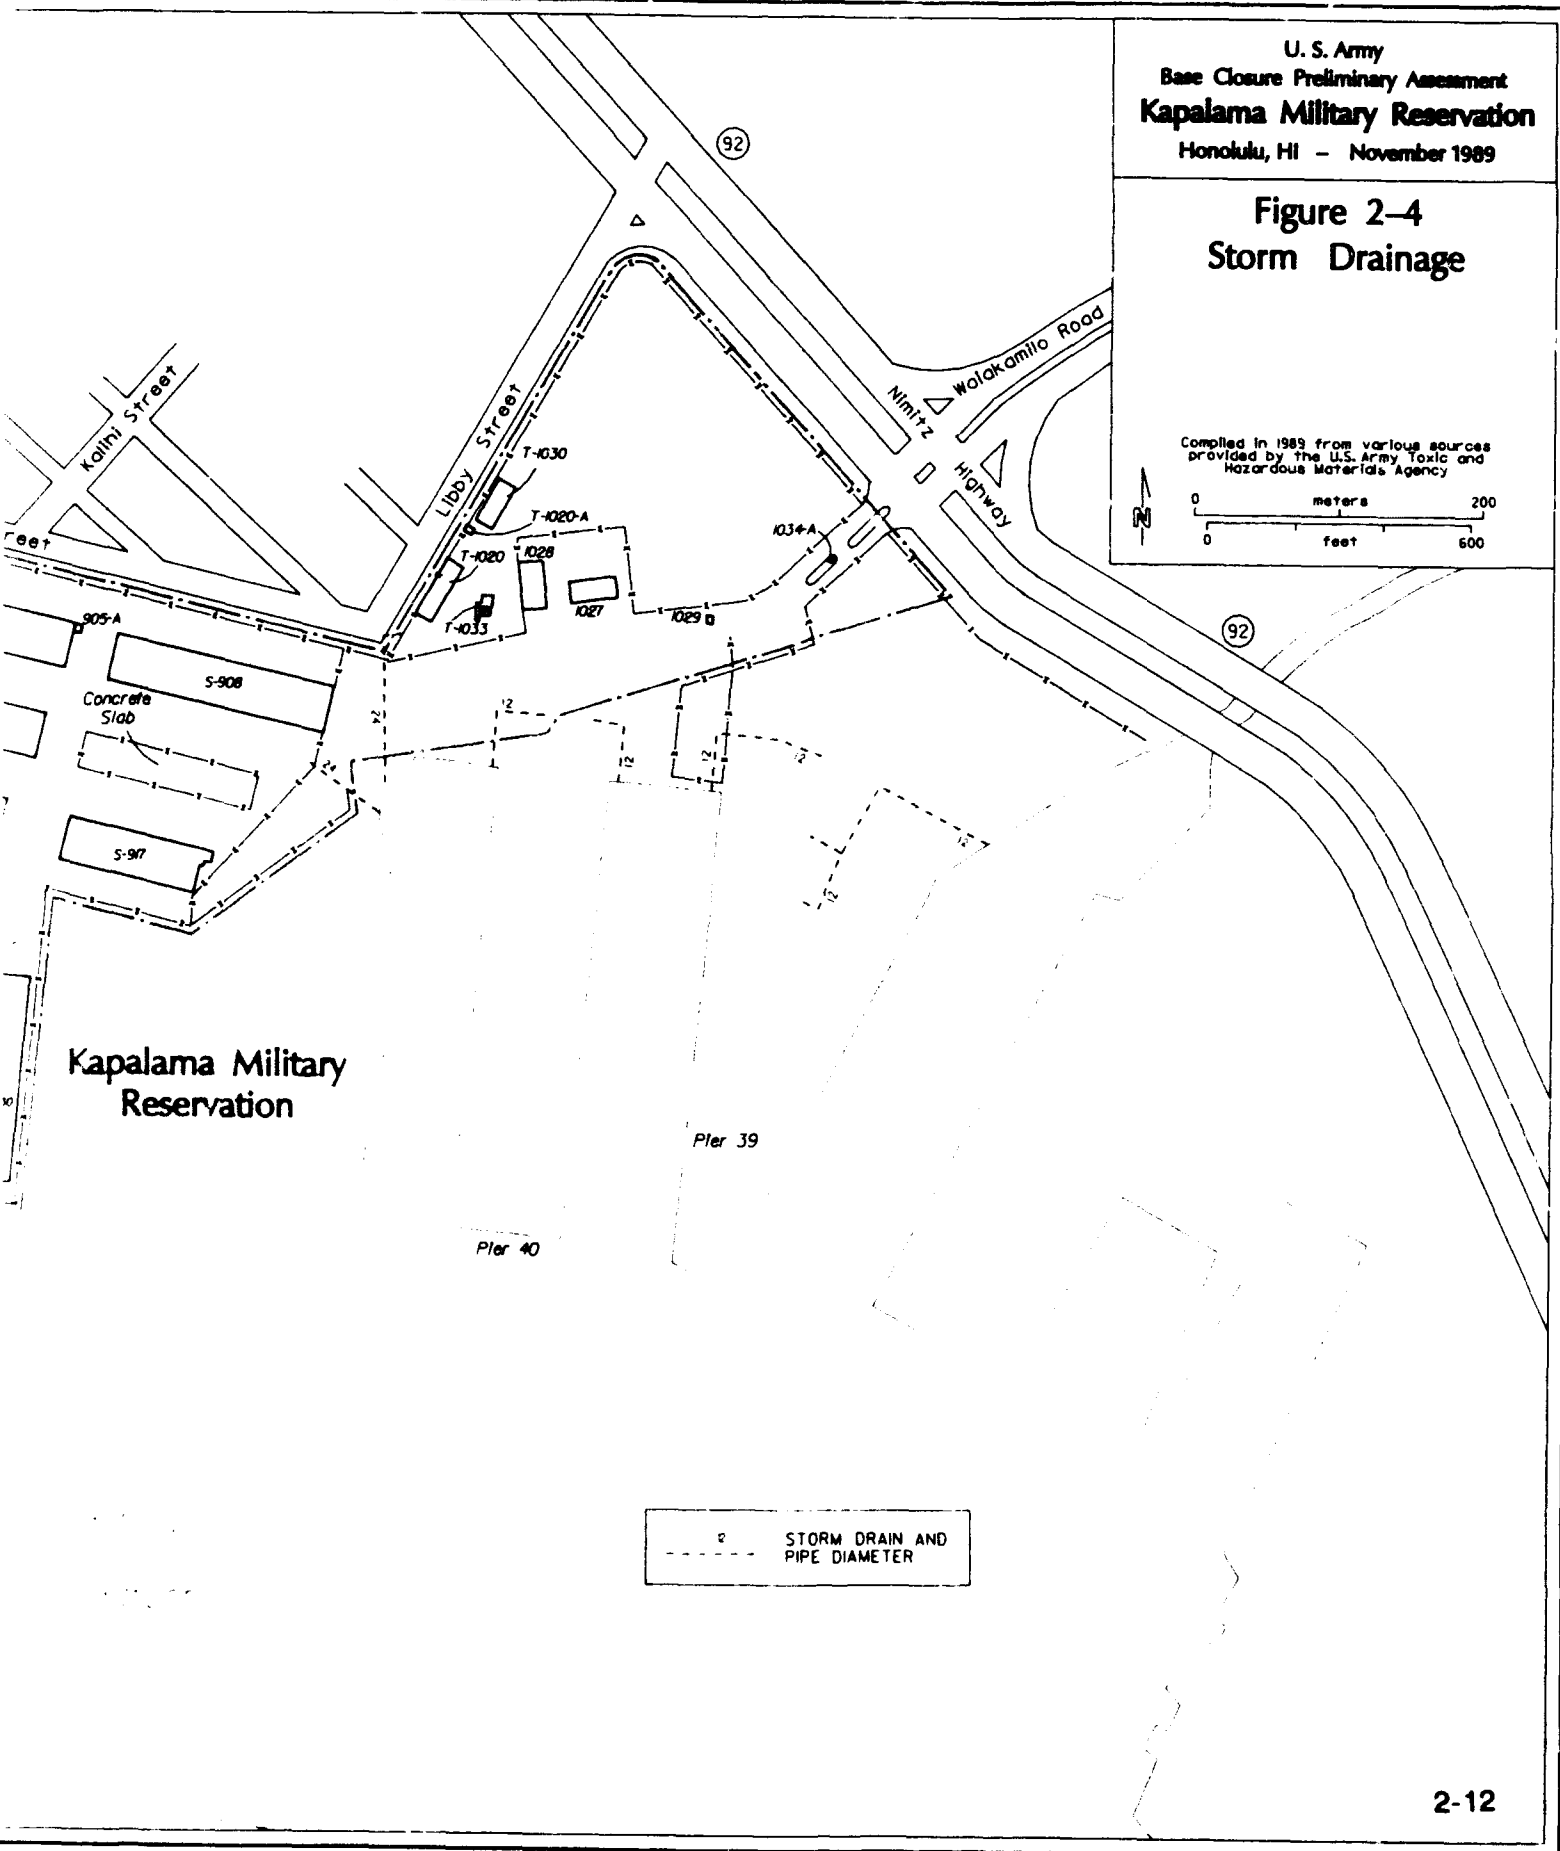 U. S. Army
Base Closure Preliminary Assessment
Kapalama Military Reservation
Honolulu, HI – November 1989
Figure 2–4
Storm Drainage
Compiled in 1989 from various sources
provided by the U.S. Army Toxic and
Hazardous Materials Agency
N
0 meters 200
0 feet 600
92
Waiakamilo Road
Nimitz
Highway
Kalihi Street
Libby Street
reet
T-1030
T-1020-A
T-1020
1028
1034-A
1027
T-1033
1029
905-A
S-908
92
Concrete
Slab
12
24
12
12
12
24
S-917
12
12
Kapalama Military
Reservation
Pier 39
Pier 40
STORM DRAIN AND
PIPE DIAMETER
2-12